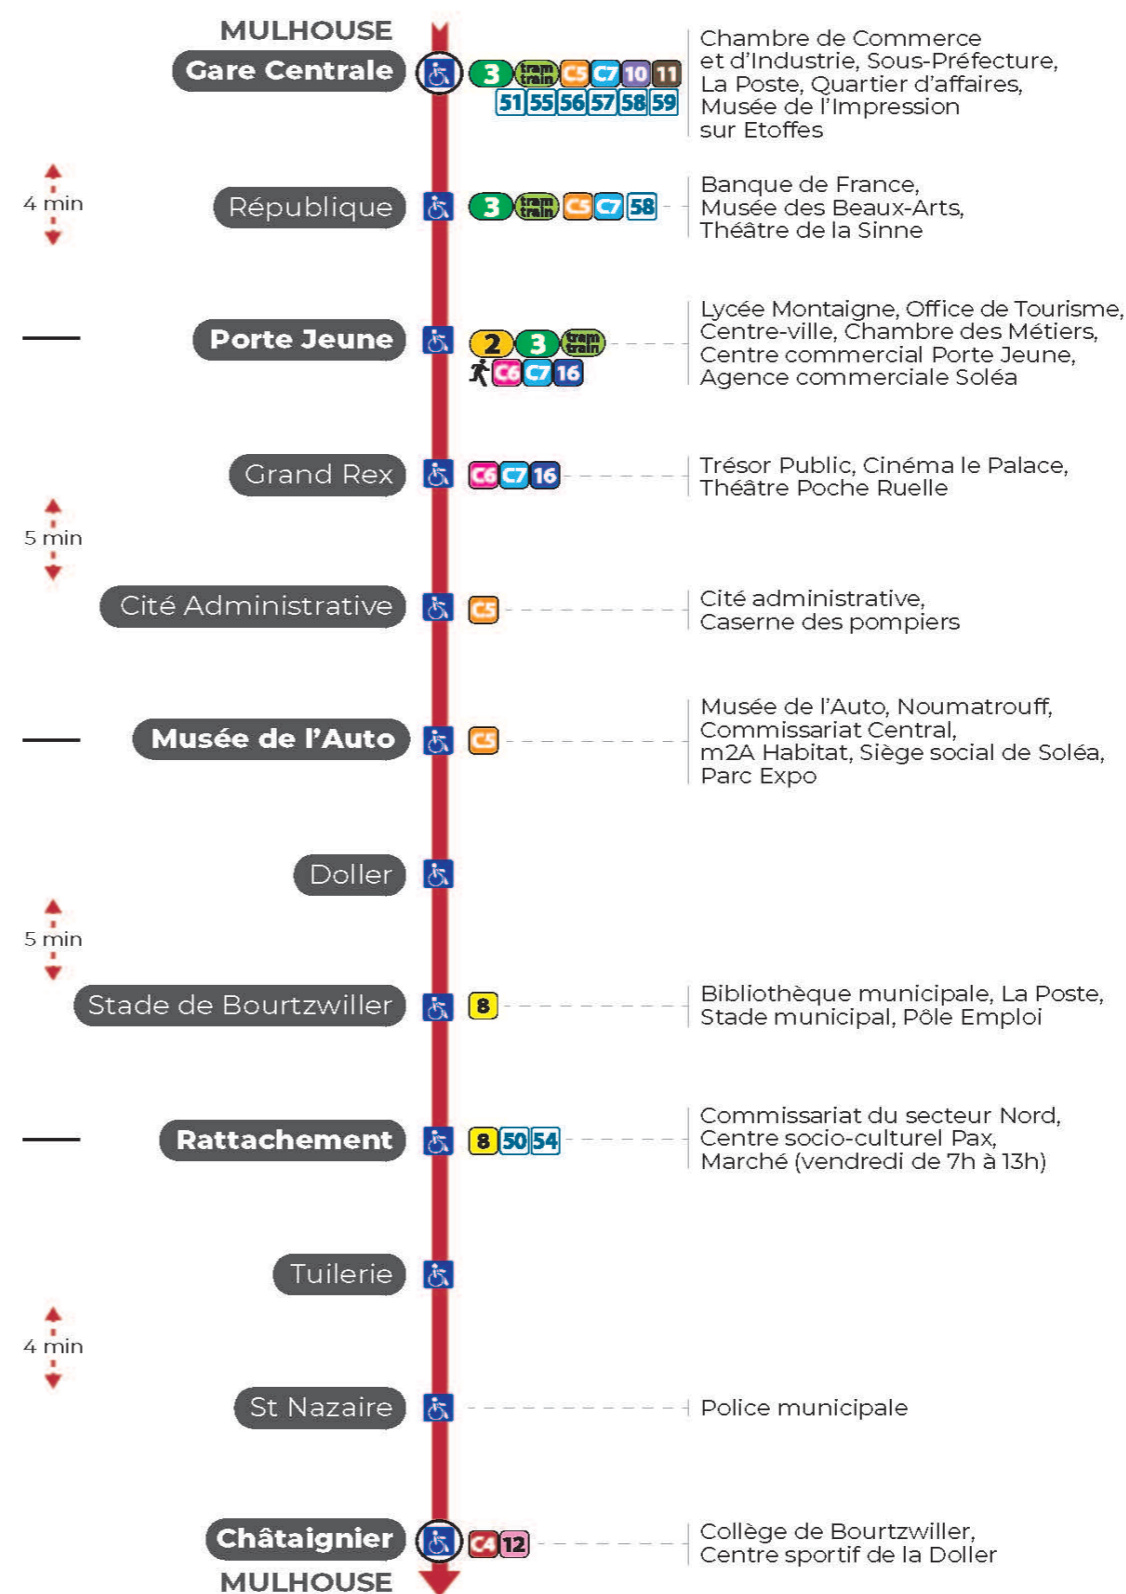 MULHOUSE
Gare Centrale
3 tram train C5 C7 10 11
51 55 56 57 58 59
Chambre de Commerce
et d'Industrie, Sous-Préfecture,
La Poste, Quartier d'affaires,
Musée de l'Impression
sur Etoffes
4 min
République
3 tram train C5 C7 58
Banque de France,
Musée des Beaux-Arts,
Théâtre de la Sinne
Porte Jeune
2 3 tram train
C6 C7 16
Lycée Montaigne, Office de Tourisme,
Centre-ville, Chambre des Métiers,
Centre commercial Porte Jeune,
Agence commerciale Soléa
Grand Rex
C6 C7 16
Trésor Public, Cinéma le Palace,
Théâtre Poche Ruelle
5 min
Cité Administrative
C5
Cité administrative,
Caserne des pompiers
Musée de l'Auto
C5
Musée de l'Auto, Noumatrouff,
Commissariat Central,
m2A Habitat, Siège social de Soléa,
Parc Expo
Doller
5 min
Stade de Bourtzwiller
8
Bibliothèque municipale, La Poste,
Stade municipal, Pôle Emploi
Rattachement
8 50 54
Commissariat du secteur Nord,
Centre socio-culturel Pax,
Marché (vendredi de 7h à 13h)
Tuilerie
4 min
St Nazaire
Police municipale
Châtaignier
C4 12
Collège de Bourtzwiller,
Centre sportif de la Doller
MULHOUSE